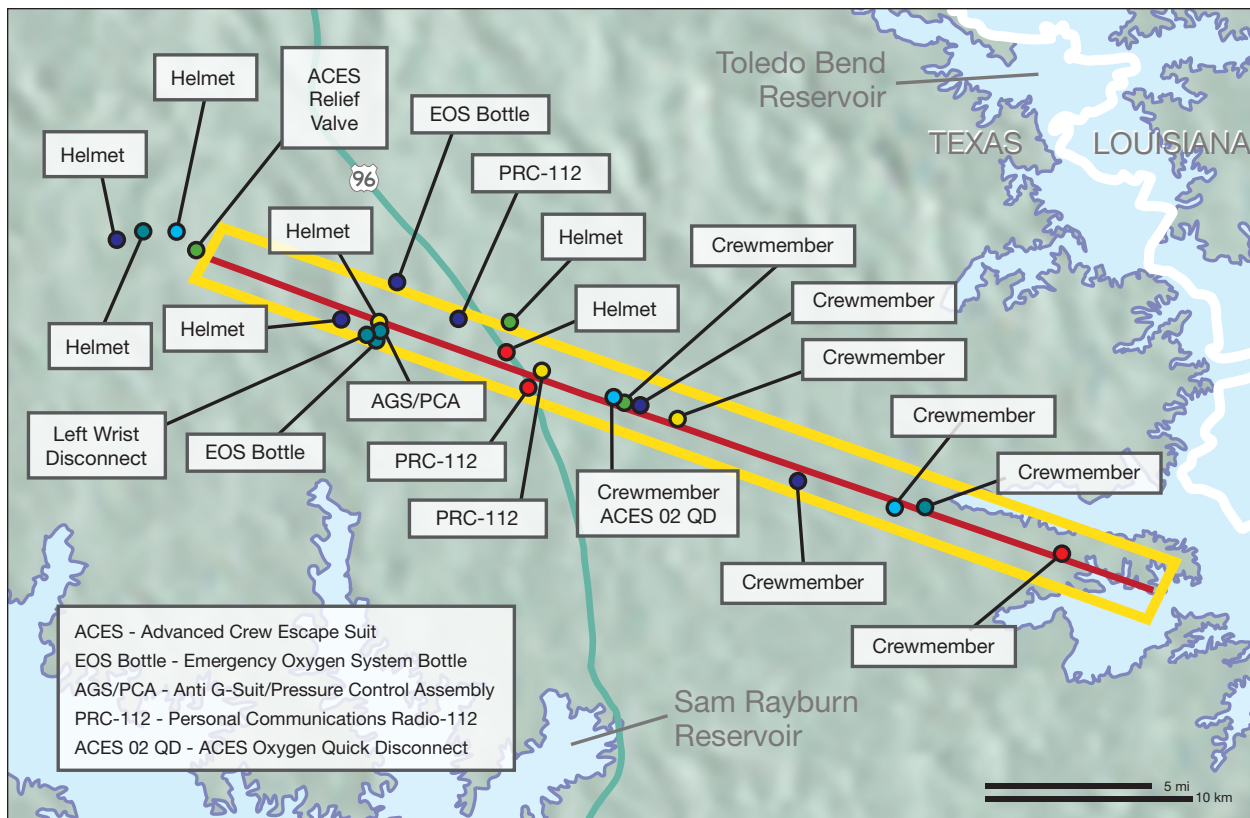 Toledo Bend
Reservoir
TEXAS
LOUISIANA
Helmet
ACES
Relief
Valve
EOS Bottle
Helmet
PRC-112
96
Helmet
Helmet
Crewmember
Helmet
Helmet
Helmet
Crewmember
Crewmember
AGS/PCA
Left Wrist
Disconnect
EOS Bottle
PRC-112
PRC-112
Crewmember
ACES 02 QD
Crewmember
Crewmember
Crewmember
Crewmember
ACES - Advanced Crew Escape Suit
EOS Bottle - Emergency Oxygen System Bottle
AGS/PCA - Anti G-Suit/Pressure Control Assembly
PRC-112 - Personal Communications Radio-112
ACES 02 QD - ACES Oxygen Quick Disconnect
Sam Rayburn
Reservoir
5 mi
10 km